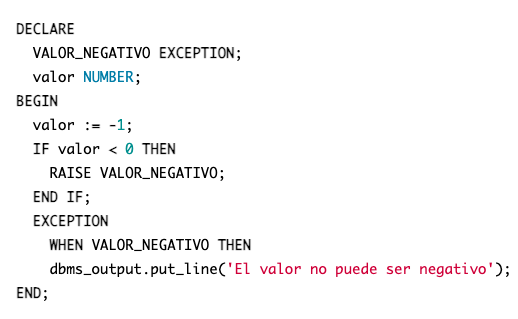 DECLARE
  VALOR_NEGATIVO EXCEPTION;
  valor NUMBER;
BEGIN
  valor := -1;
  IF valor < 0 THEN
    RAISE VALOR_NEGATIVO;
  END IF;
  EXCEPTION
    WHEN VALOR_NEGATIVO THEN
    dbms_output.put_line('El valor no puede ser negativo');
END;